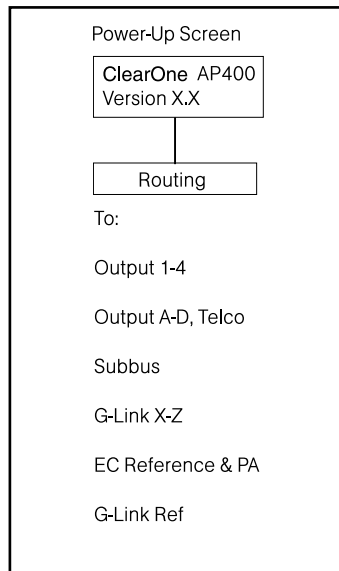 Power-Up Screen
ClearOne AP400
Version X.X
Routing
To:
Output 1-4
Output A-D, Telco
Subbus
G-Link X-Z
EC Reference & PA
G-Link Ref